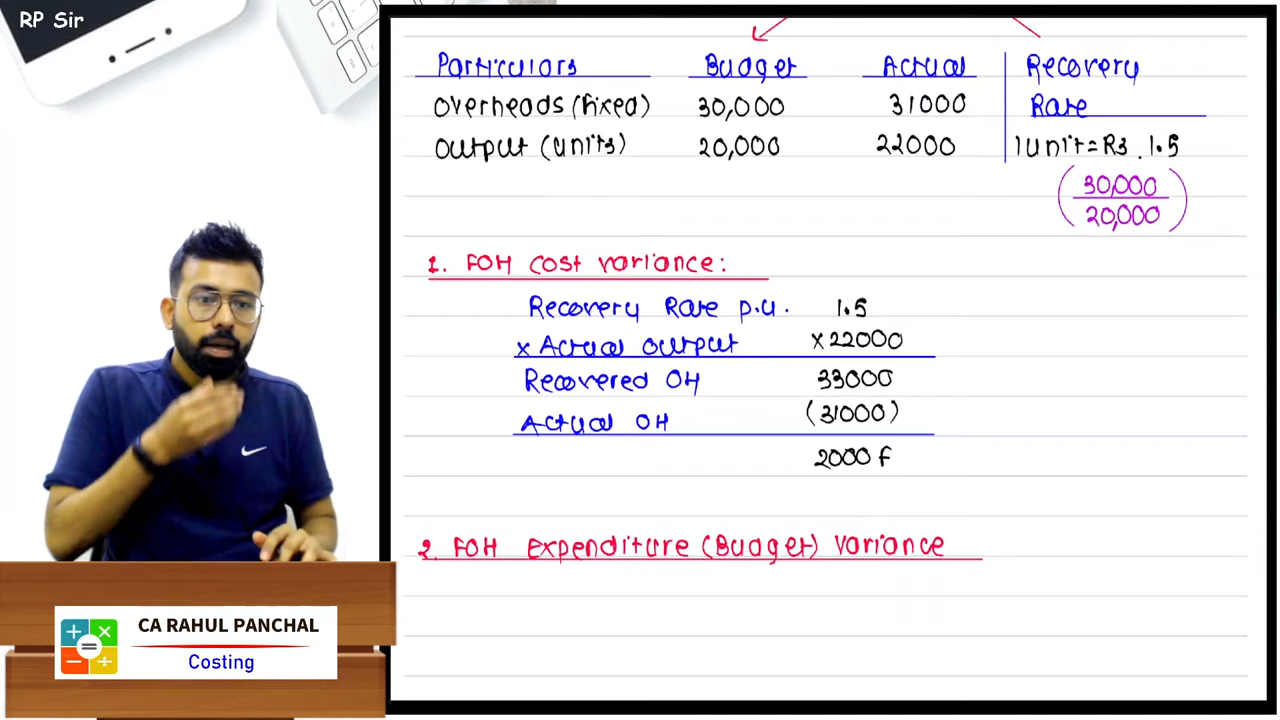 RP Sir
Particulars Budget Actual Recovery
Overheads (Fixed) 30,000 31000 Rate
Output (Units) 20,000 22000 1 Unit = Rs. 1.5
(30,000
20,000)
1. FOH Cost Variance:
Recovery Rate p.u. 1.5
x Actual Output x 22000
Recovered OH 33000
Actual OH (31000)
2000 F
2. FOH Expenditure (Budget) Variance
CA RAHUL PANCHAL
Costing